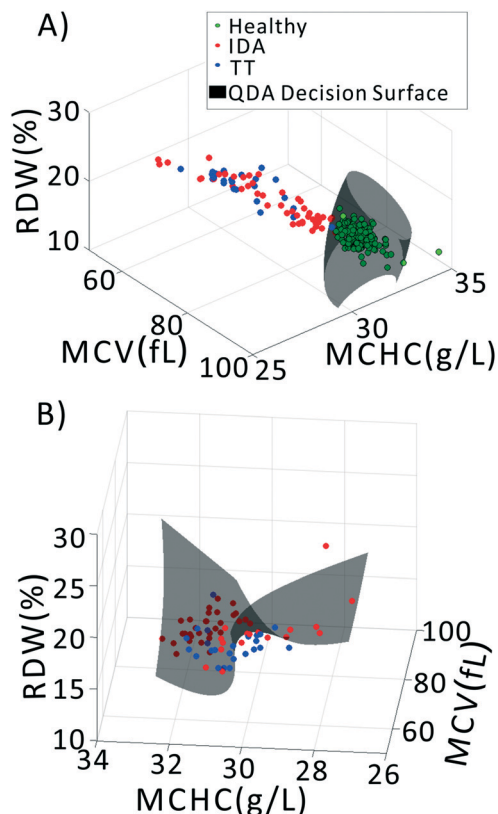 A)
Healthy
IDA
TT
QDA Decision Surface
30
20
10
RDW(%)
60
80
100
MCV(fL)
25
30
35
MCHC(g/L)
B)
30
25
20
15
10
RDW(%)
34
32
30
28
26
MCHC(g/L)
100
80
60
MCV(fL)